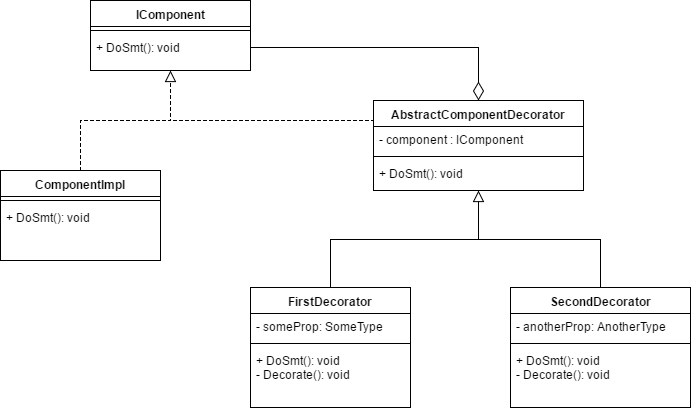 IComponent
+ DoSmt(): void
AbstractComponentDecorator
- component : IComponent
+ DoSmt(): void
ComponentImpl
+ DoSmt(): void
FirstDecorator
- someProp: SomeType
+ DoSmt(): void
- Decorate(): void
SecondDecorator
- anotherProp: AnotherType
+ DoSmt(): void
- Decorate(): void